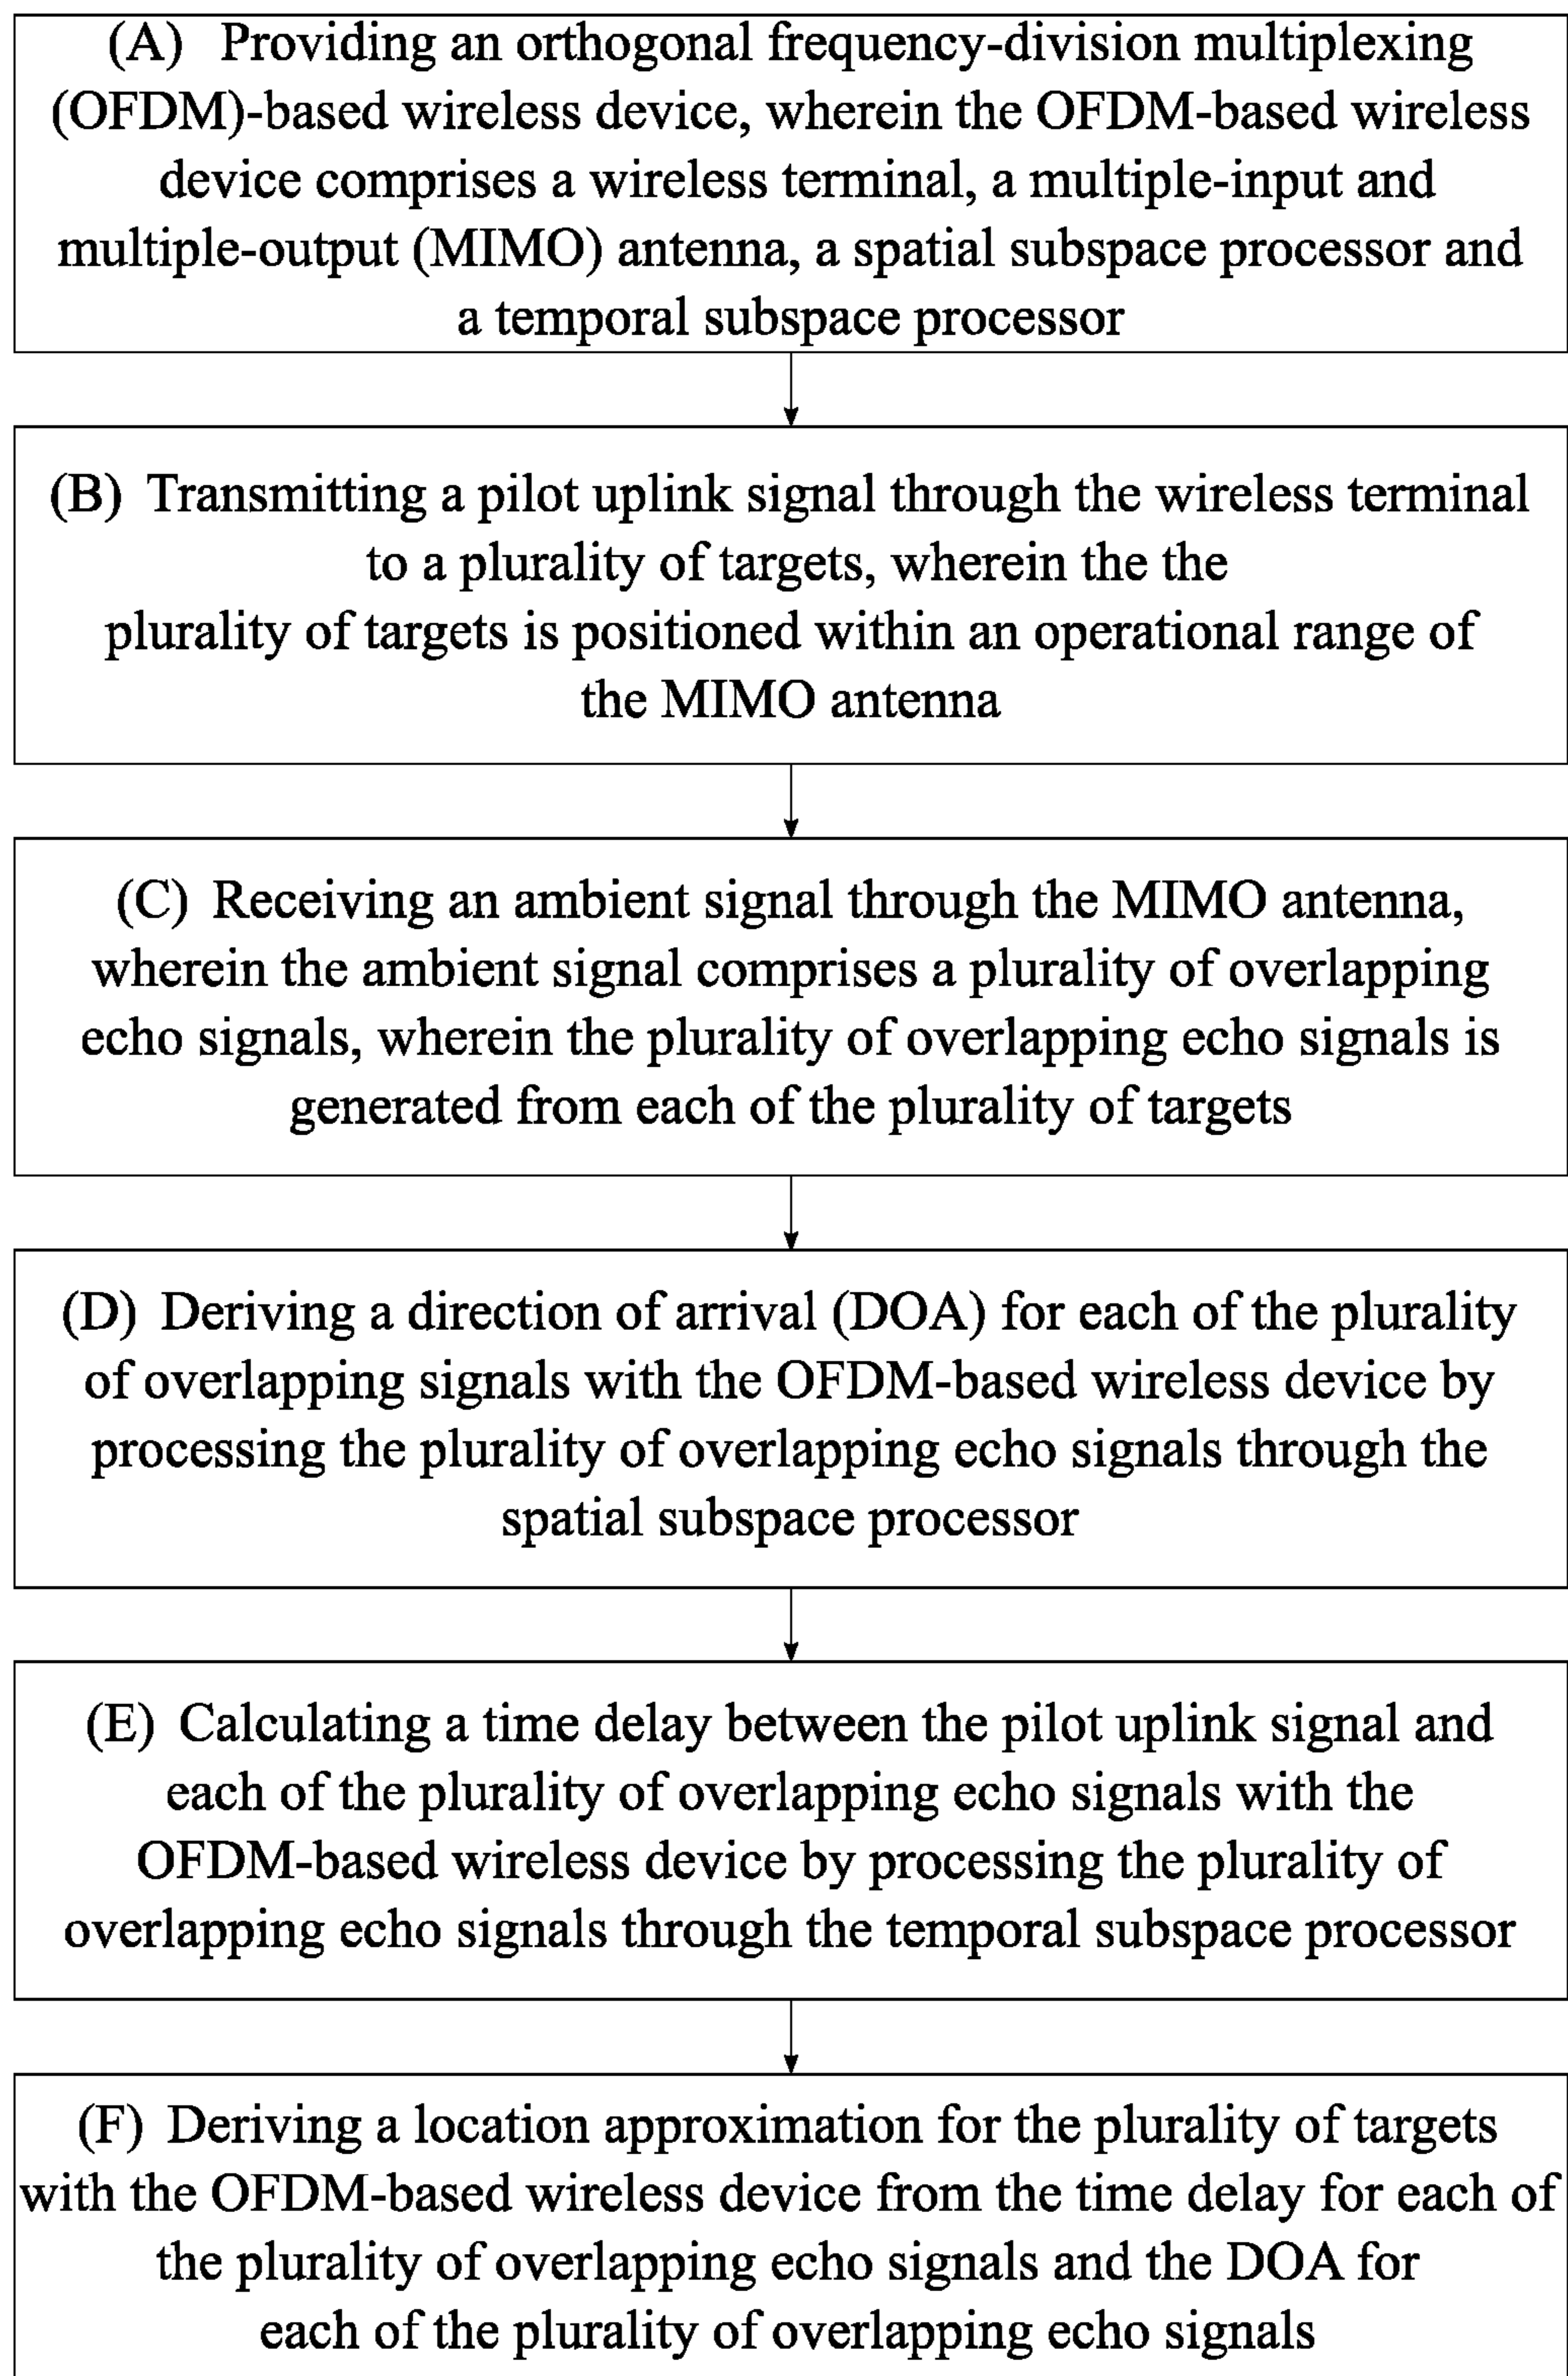 (A) Providing an orthogonal frequency-division multiplexing
(OFDM)-based wireless device, wherein the OFDM-based wireless
device comprises a wireless terminal, a multiple-input and
multiple-output (MIMO) antenna, a spatial subspace processor and
a temporal subspace processor
(B) Transmitting a pilot uplink signal through the wireless terminal
to a plurality of targets, wherein the the
plurality of targets is positioned within an operational range of
the MIMO antenna
(C) Receiving an ambient signal through the MIMO antenna,
wherein the ambient signal comprises a plurality of overlapping
echo signals, wherein the plurality of overlapping echo signals is
generated from each of the plurality of targets
(D) Deriving a direction of arrival (DOA) for each of the plurality
of overlapping signals with the OFDM-based wireless device by
processing the plurality of overlapping echo signals through the
spatial subspace processor
(E) Calculating a time delay between the pilot uplink signal and
each of the plurality of overlapping echo signals with the
OFDM-based wireless device by processing the plurality of
overlapping echo signals through the temporal subspace processor
(F) Deriving a location approximation for the plurality of targets
with the OFDM-based wireless device from the time delay for each of
the plurality of overlapping echo signals and the DOA for
each of the plurality of overlapping echo signals